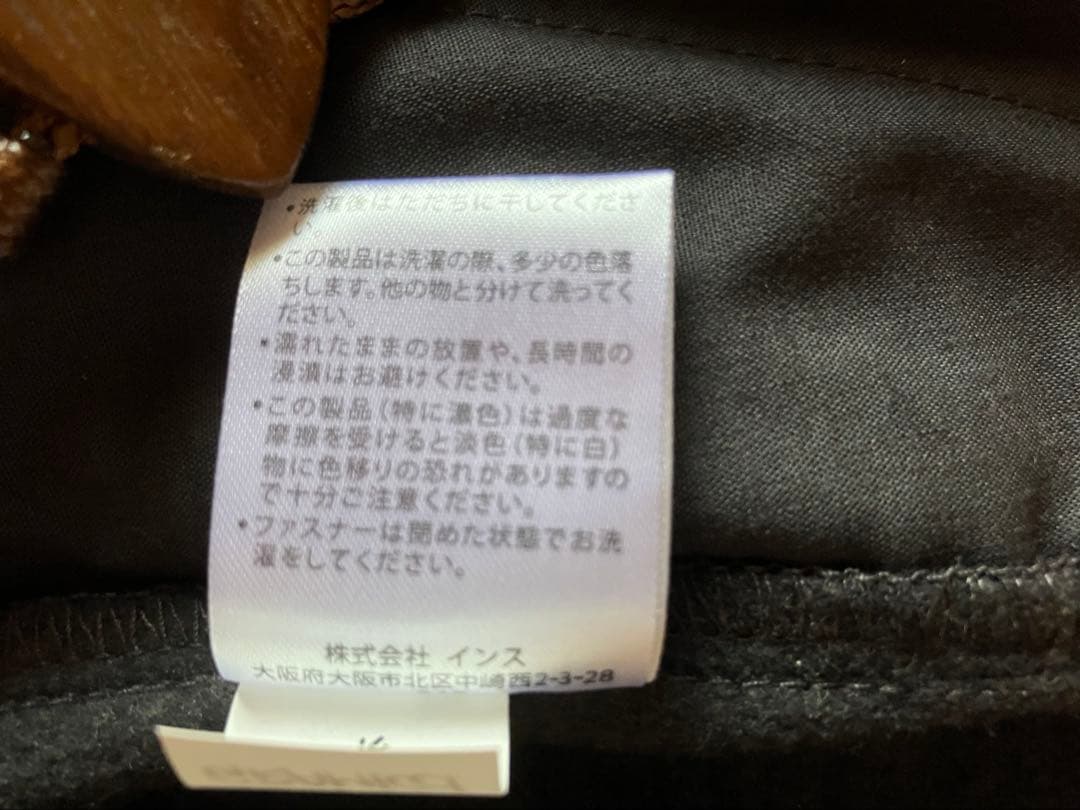 ・洗濯後はただちに干してくださ
い
・この製品は洗濯の際、多少の色落
ちします。他の物と分けて洗ってく
ださい。
・濡れたままの放置や、長時間の
浸漬はお避けください。
・この製品(特に濃色)は過度な
摩擦を受けると淡色(特に白)
物に色移りの恐れがありますの
で十分ご注意ください。
・ファスナーは閉めた状態でお洗
濯をしてください。
株式会社 インス
大阪府大阪市北区中崎西2-3-28